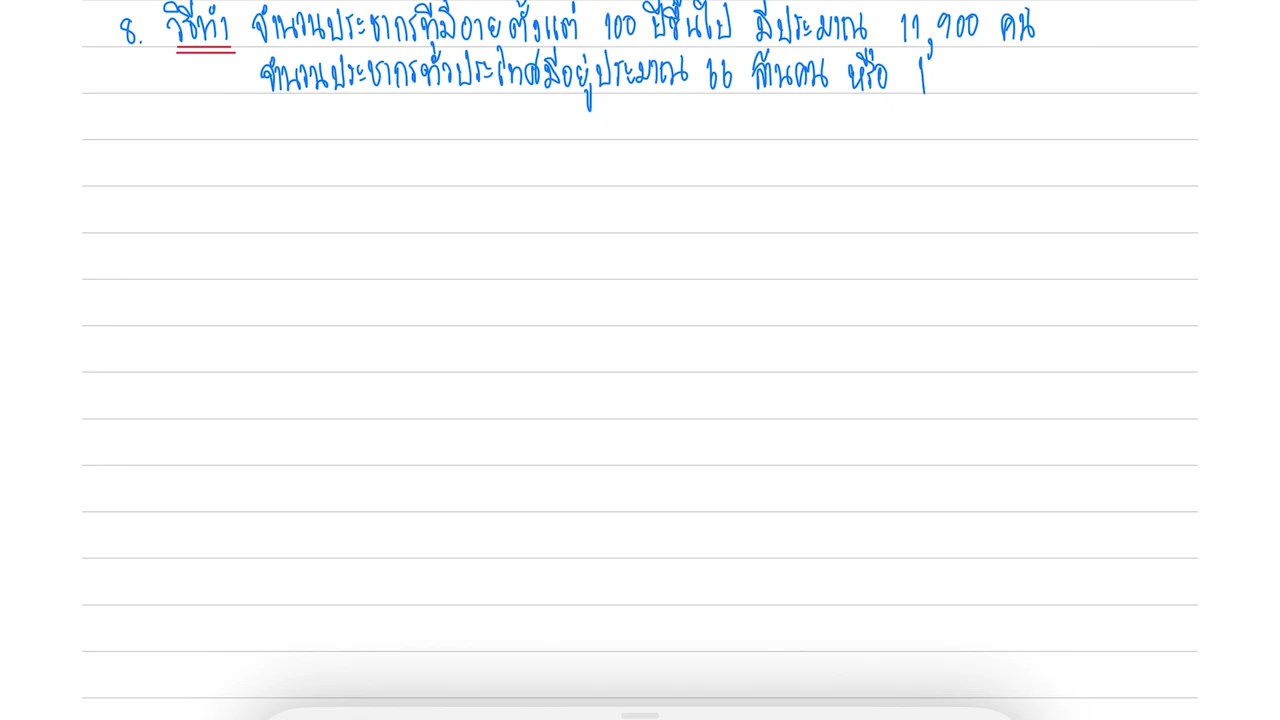 8. วิธีทำ จำนวนประชากรที่มีอายุตั้งแต่ 100 ปีขึ้นไป มีประมาณ 11,900 คน
จำนวนประชากรทั่วประเทศมีอยู่ประมาณ 66 ล้านคน หรือ